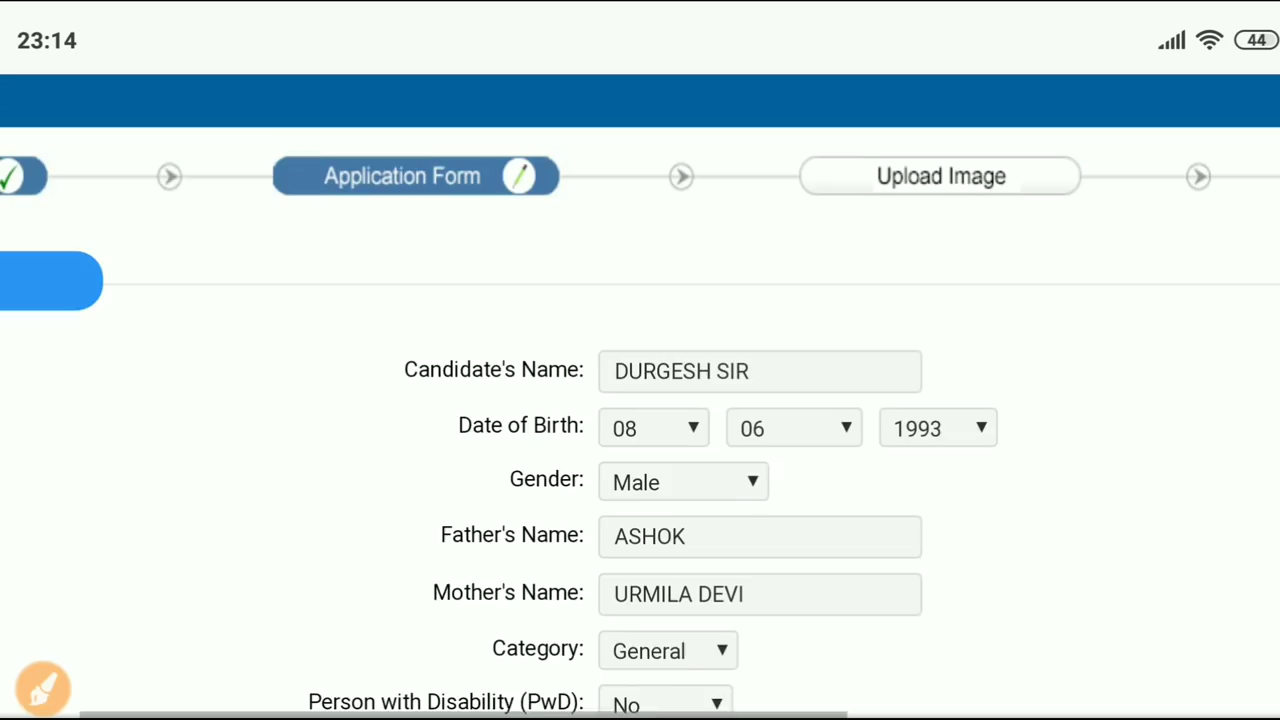 23:14 44
Application Form Upload Image
Candidate's Name: DURGESH SIR
Date of Birth: 08 06 1993
Gender: Male
Father's Name: ASHOK
Mother's Name: URMILA DEVI
Category: General
Person with Disability (PwD): No